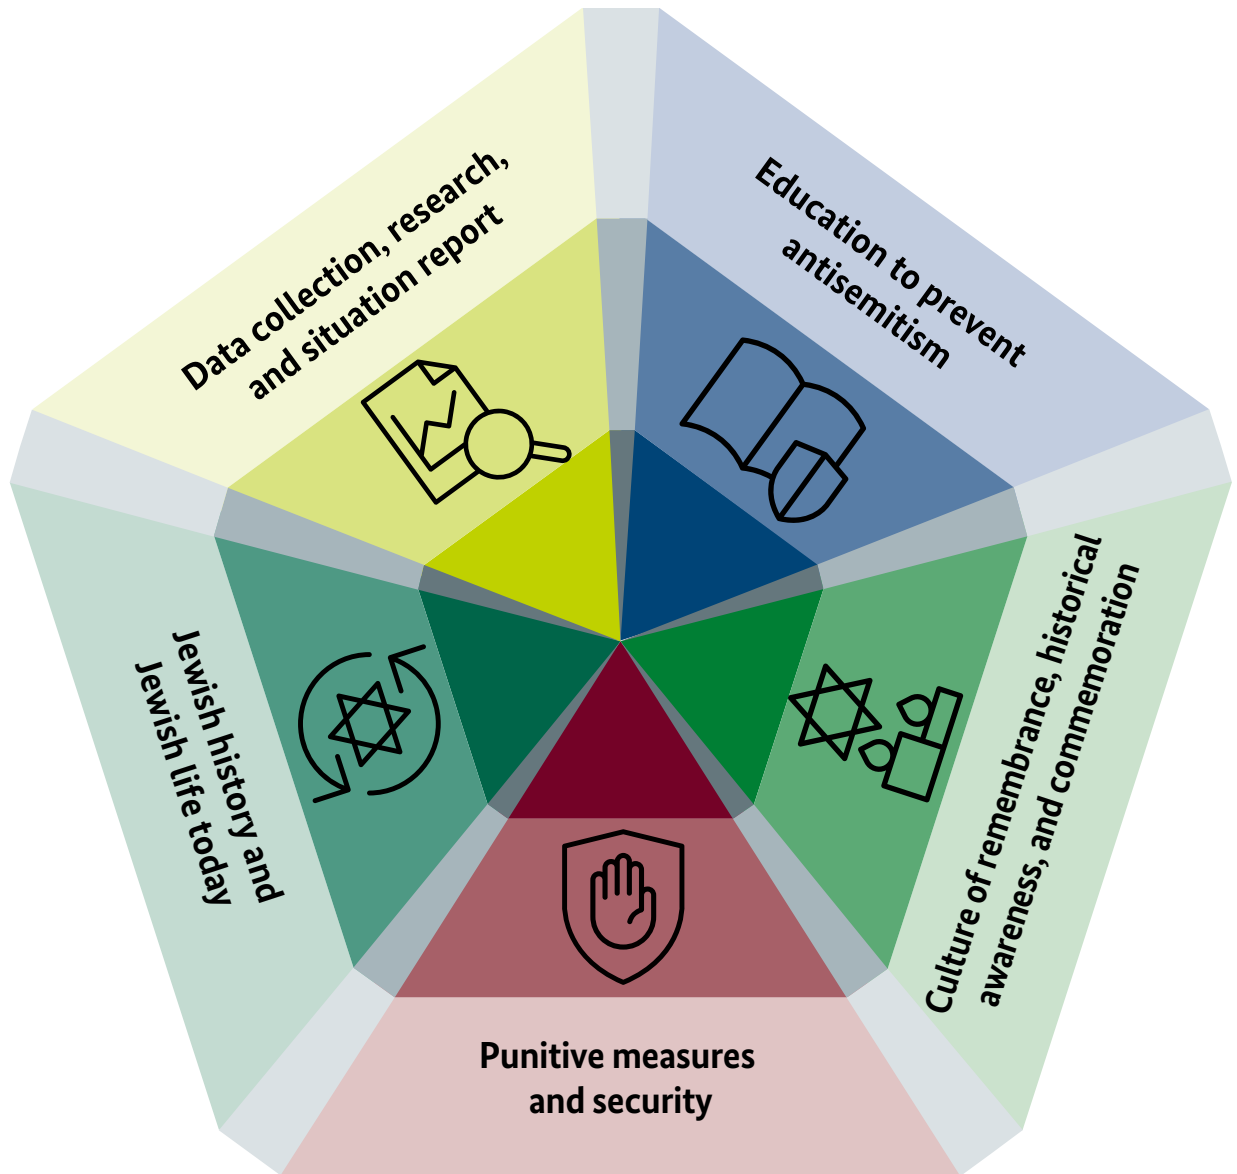 Data collection, research,
and situation report
Education to prevent
antisemitism
Culture of remembrance, historical
awareness, and commemoration
Punitive measures
and security
Jewish history and
Jewish life today